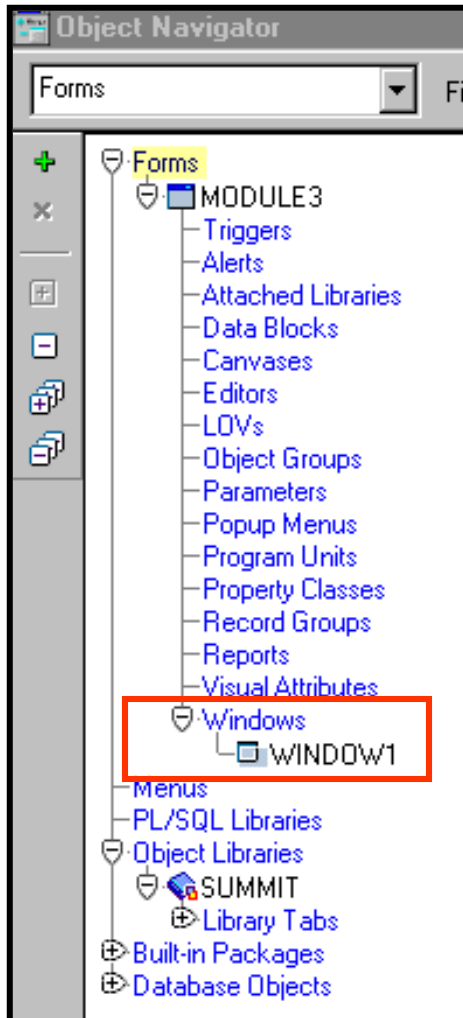 Object Navigator
Forms
Fi
Forms
MODULE3
Triggers
Alerts
Attached Libraries
Data Blocks
Canvases
Editors
LOVs
Object Groups
Parameters
Popup Menus
Program Units
Property Classes
Record Groups
Reports
Visual Attributes
Windows
WINDOW1
Menus
PL/SQL Libraries
Object Libraries
SUMMIT
Library Tabs
Built-in Packages
Database Objects